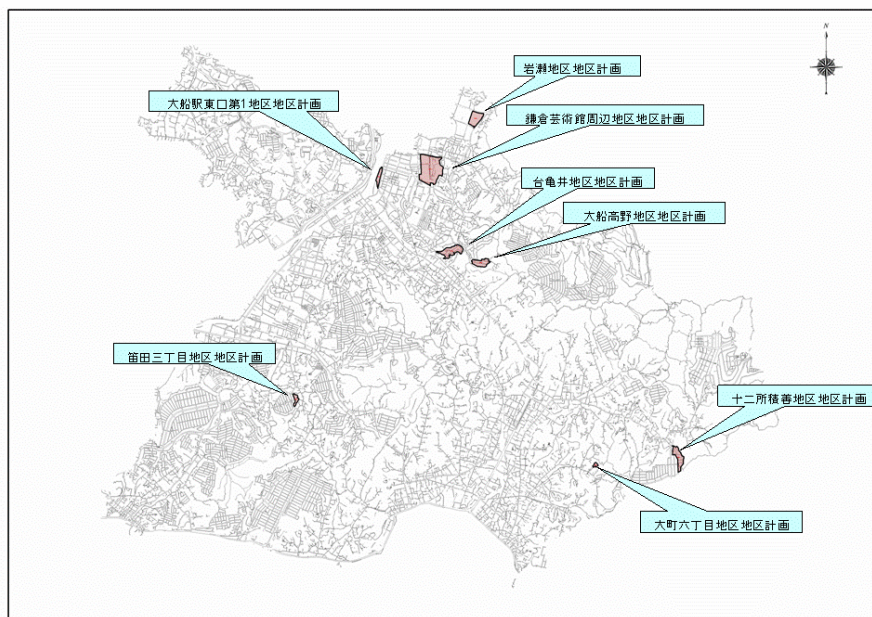 N
岩瀬地区地区計画
大船駅東口第1地区地区計画
鎌倉芸術館周辺地区地区計画
台亀井地区地区計画
大船高野地区地区計画
笛田三丁目地区地区計画
十二所積善地区地区計画
大町六丁目地区地区計画